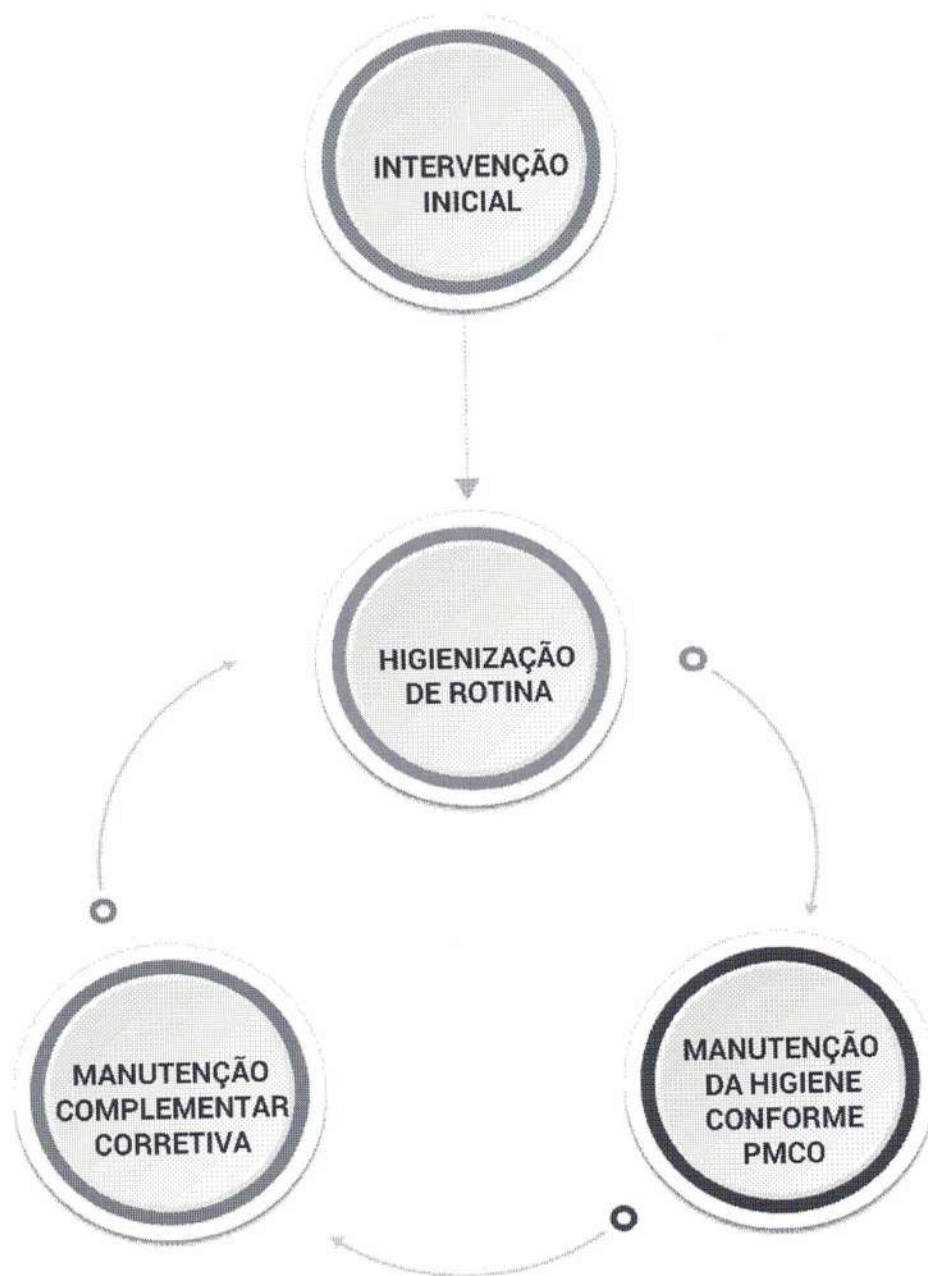 INTERVENÇÃO
INICIAL
HIGIENIZAÇÃO
DE ROTINA
MANUTENÇÃO
COMPLEMENTAR
CORRETIVA
MANUTENÇÃO
DA HIGIENE
CONFORME
PMCO